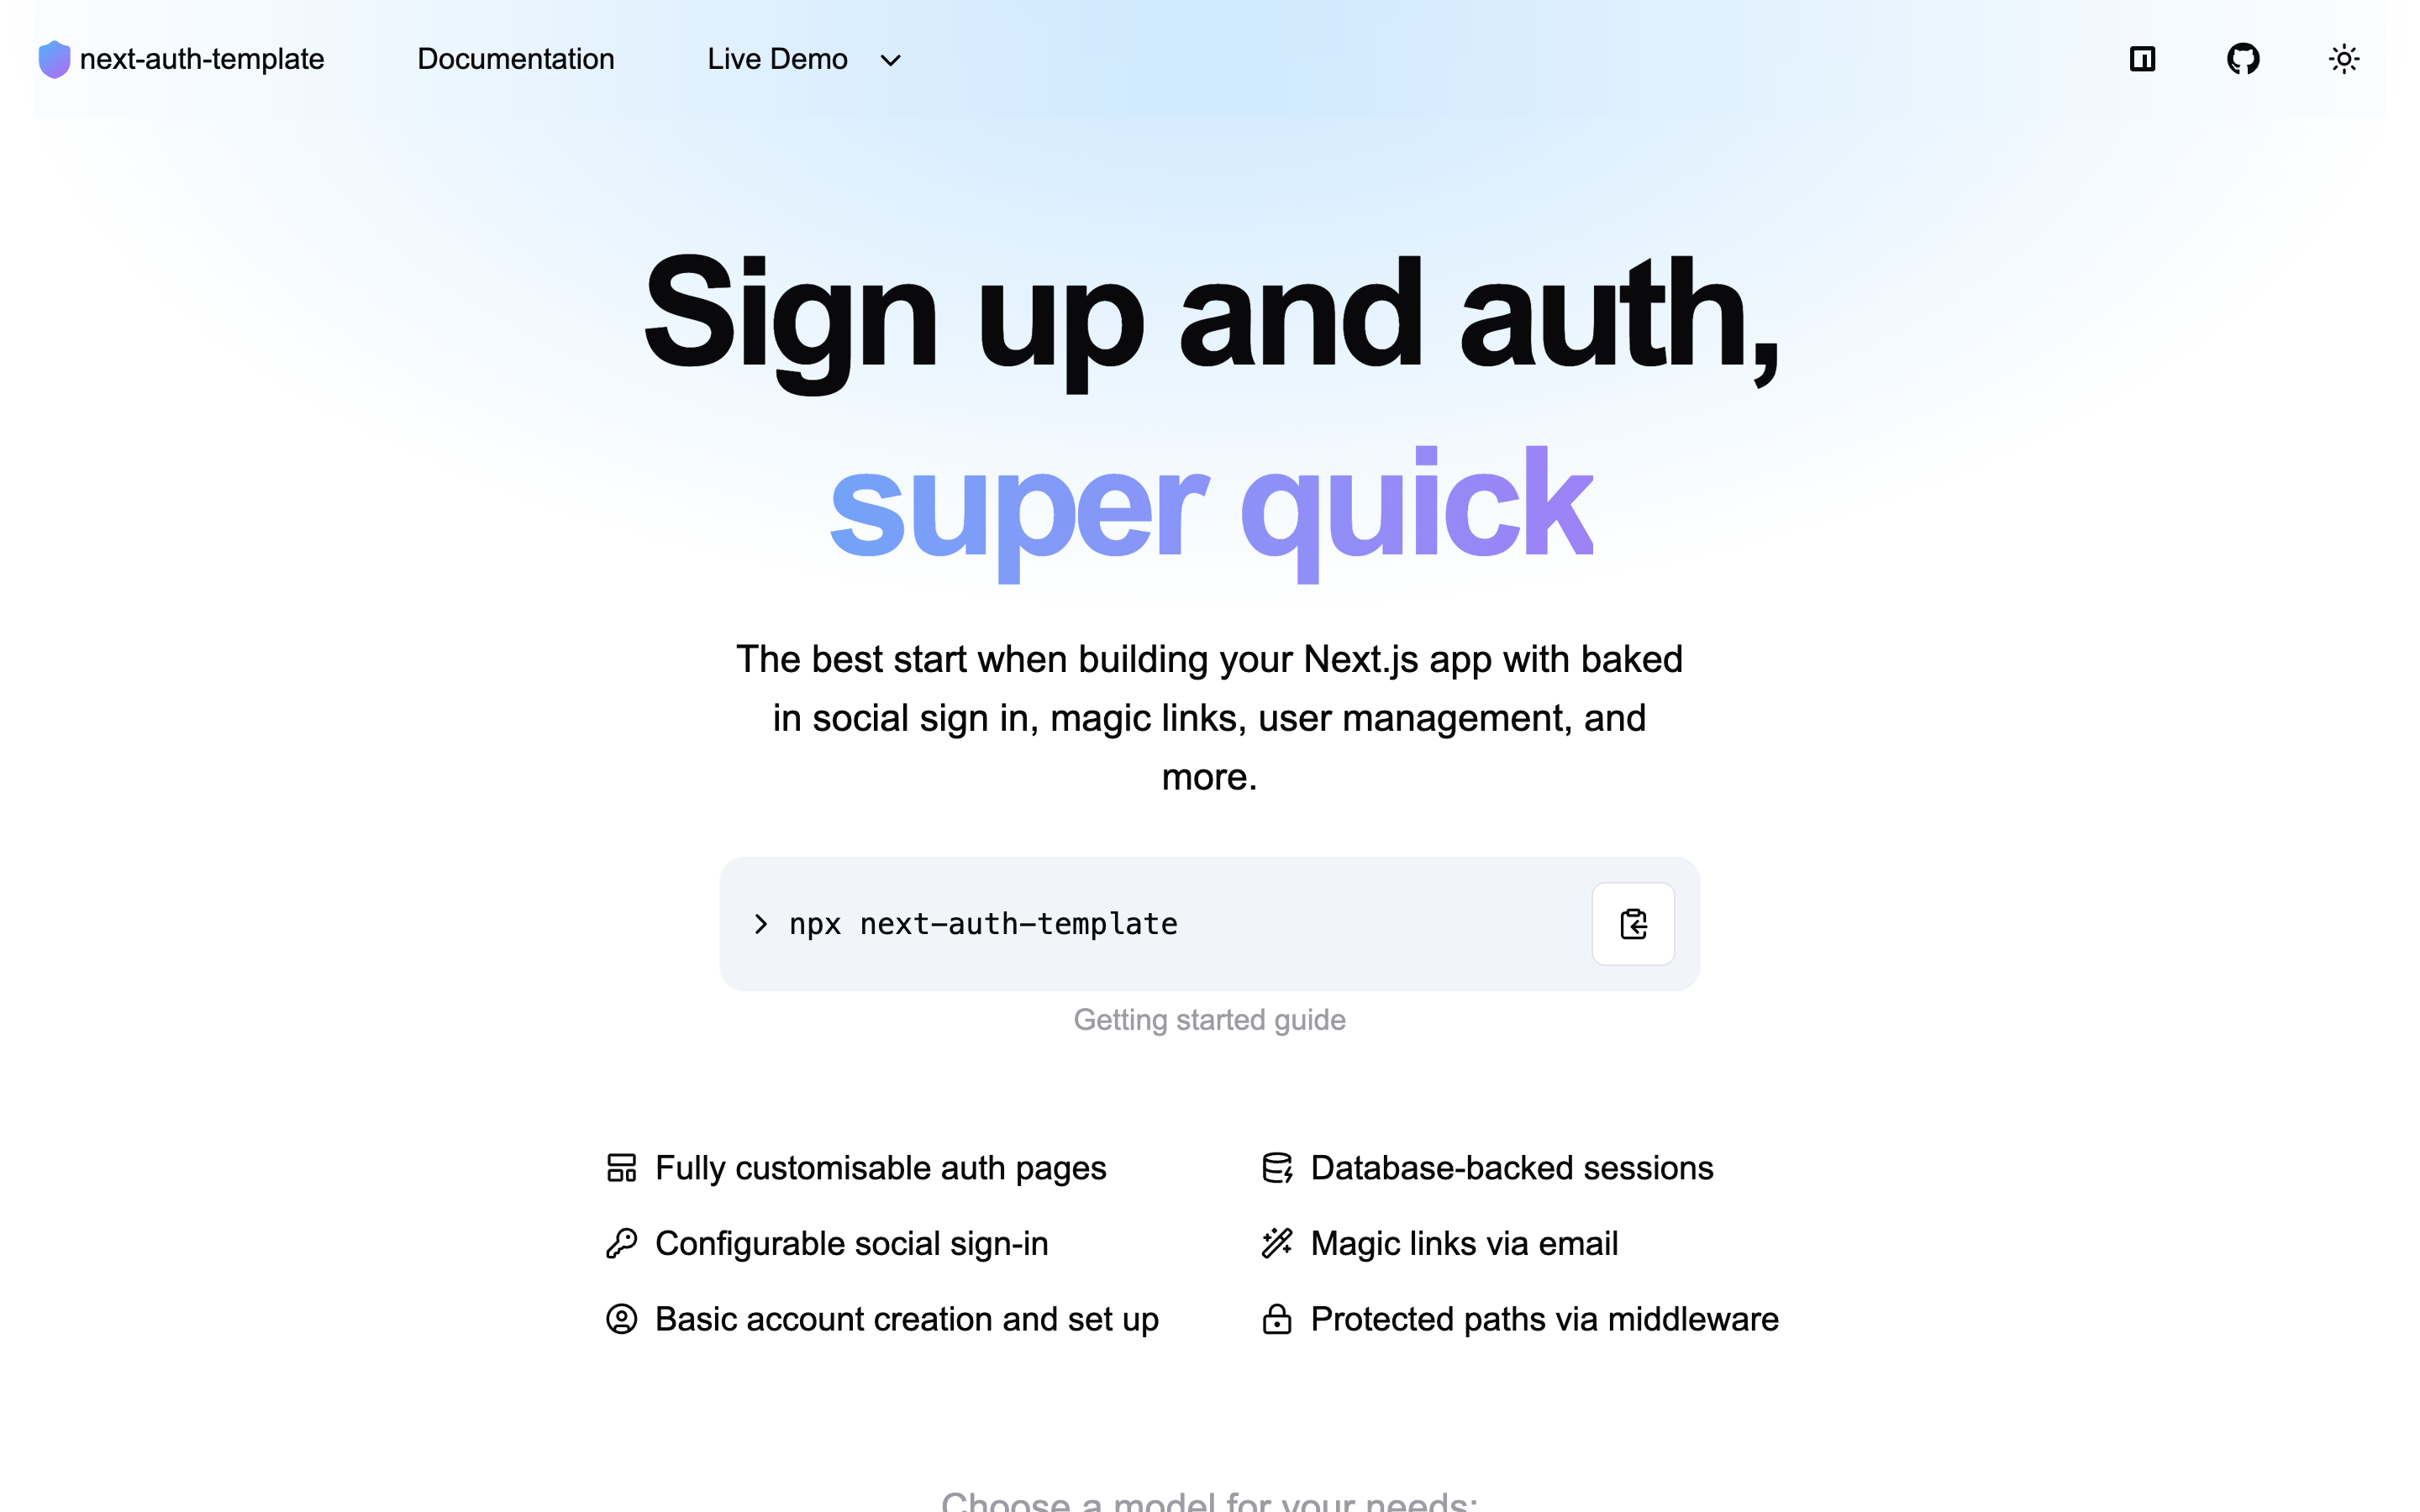 next-auth-template
Documentation
Live Demo
Sign up and auth,
super quick
The best start when building your Next.js app with baked
in social sign in, magic links, user management, and
more.
npx next-auth-template
Getting started guide
Fully customisable auth pages
Database-backed sessions
Configurable social sign-in
Magic links via email
Basic account creation and set up
Protected paths via middleware
Choose a model for your needs: